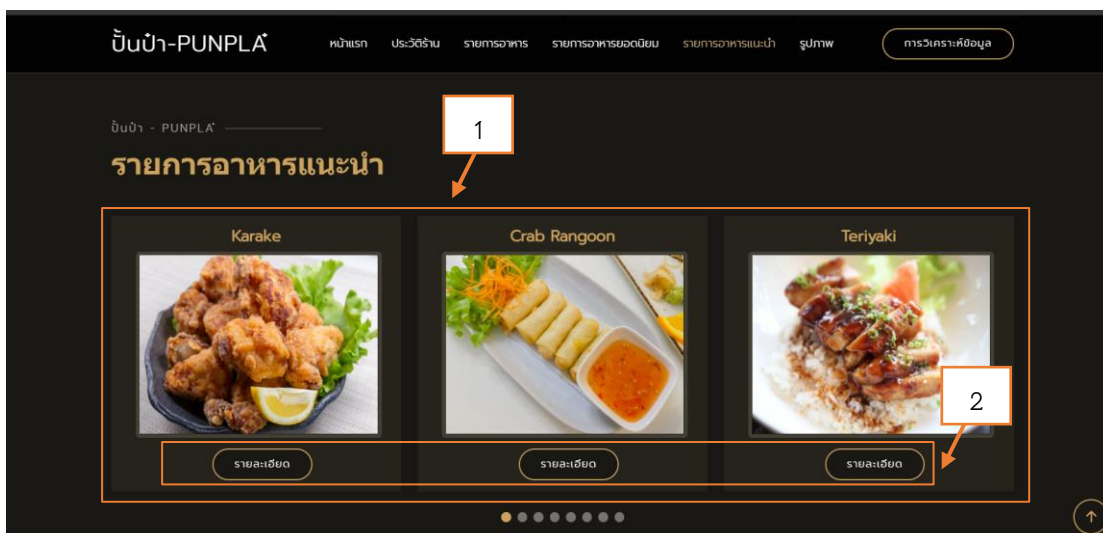 ปั้นป๋า-PUNPLA๋
หน้าแรก ประวัติร้าน รายการอาหาร รายการอาหารยอดนิยม รายการอาหารแนะนำ รูปภาพ การวิเคราะห์ข้อมูล
1
ปั้นป๋า - PUNPLA๋
รายการอาหารแนะนำ
Karake Crab Rangoon Teriyaki
2
รายละเอียด รายละเอียด รายละเอียด